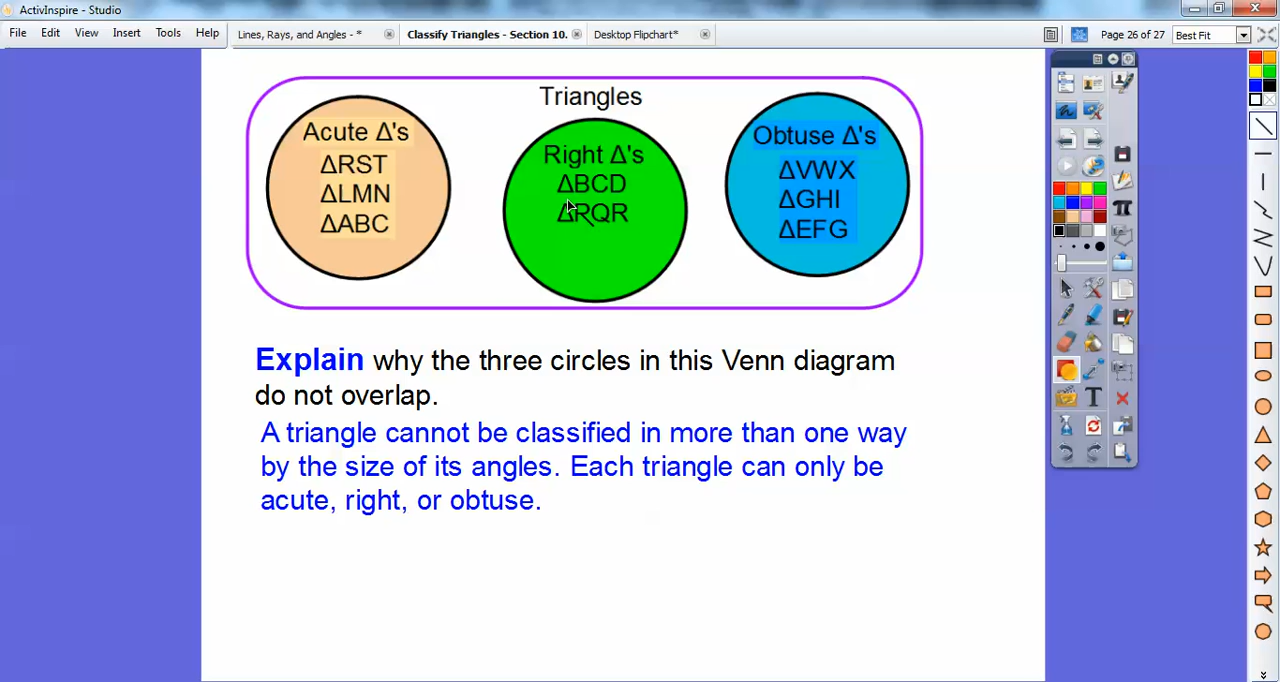 ActivInspire - Studio
File Edit View Insert Tools Help
Lines, Rays, and Angles - * Classify Triangles - Section 10. Desktop Flipchart* Page 26 of 27 Best Fit
Triangles
Acute Δ's
ΔRST
ΔLMN
ΔABC
Right Δ's
ΔBCD
ΔRQR
Obtuse Δ's
ΔVWX
ΔGHI
ΔEFG
Explain why the three circles in this Venn diagram
do not overlap.
A triangle cannot be classified in more than one way
by the size of its angles. Each triangle can only be
acute, right, or obtuse.